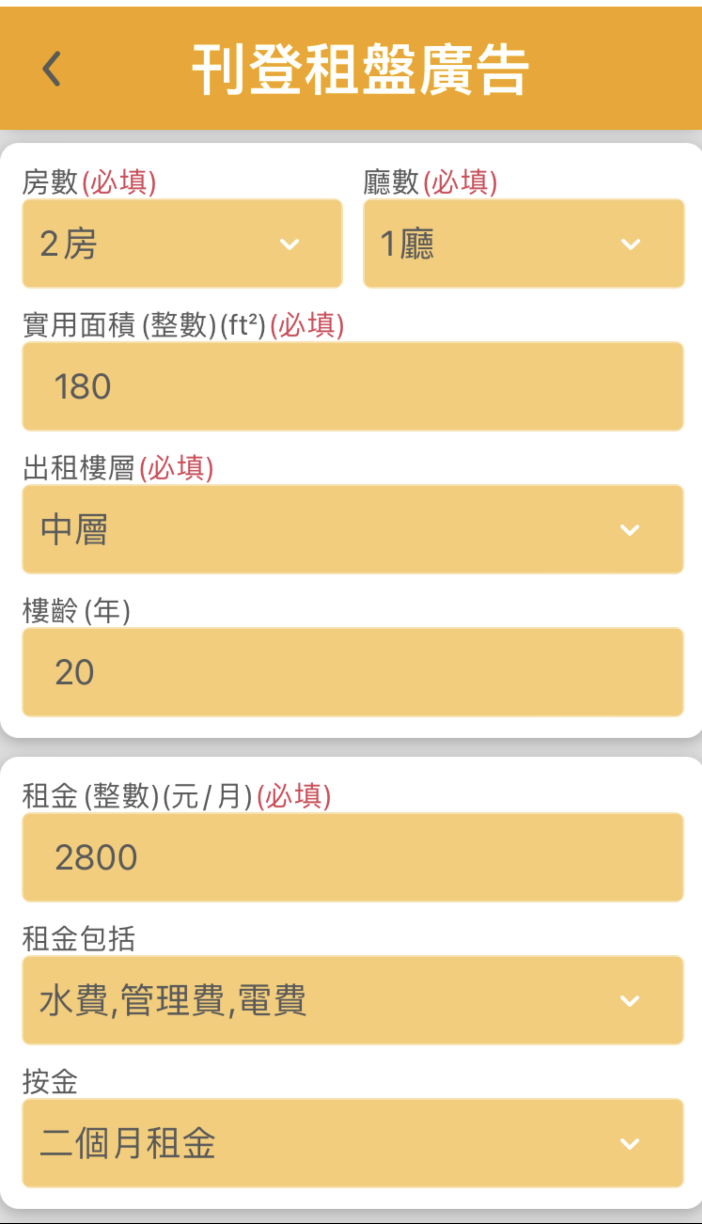 刊登租盤廣告
房數(必填) 廳數(必填)
2房 1廳
實用面積(整數)(ft²)(必填)
180
出租樓層(必填)
中層
樓齡(年)
20
租金(整數)(元/月)(必填)
2800
租金包括
水費,管理費,電費
按金
二個月租金